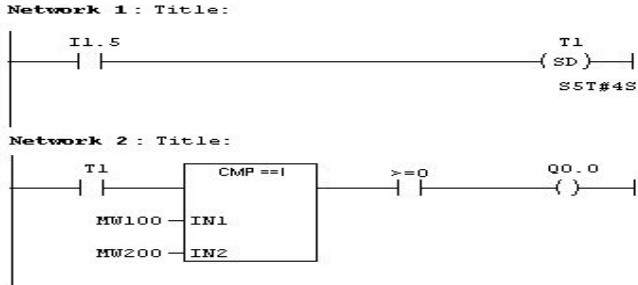 Network 1: Title:
I1.5 T1
SD
S5T#4S
Network 2: Title:
T1 CMP ==I >=0 Q0.0
MW100 IN1
MW200 IN2